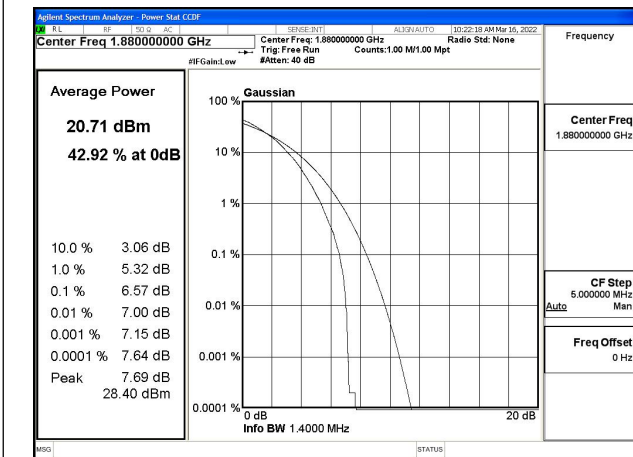 Agilent Spectrum Analyzer - Power Stat CCDF
RL RF 50 Ω AC SENSE:INT ALIGN AUTO 10:22:18 AM Mar 16, 2022
Center Freq 1.880000000 GHz
Center Freq: 1.880000000 GHz Radio Std: None
Trig: Free Run Counts:1.00 M/1.00 Mpt
#IFGain:Low #Atten: 40 dB
Frequency
Average Power
20.71 dBm
42.92 % at 0dB
10.0 % 3.06 dB
1.0 % 5.32 dB
0.1 % 6.57 dB
0.01 % 7.00 dB
0.001 % 7.15 dB
0.0001 % 7.64 dB
Peak 7.69 dB
28.40 dBm
Gaussian
100 %
10 %
1 %
0.1 %
0.01 %
0.001 %
0.0001 %
0 dB 20 dB
Info BW 1.4000 MHz
Center Freq
1.880000000 GHz
CF Step
5.000000 MHz
Auto Man
Freq Offset
0 Hz
MSG STATUS